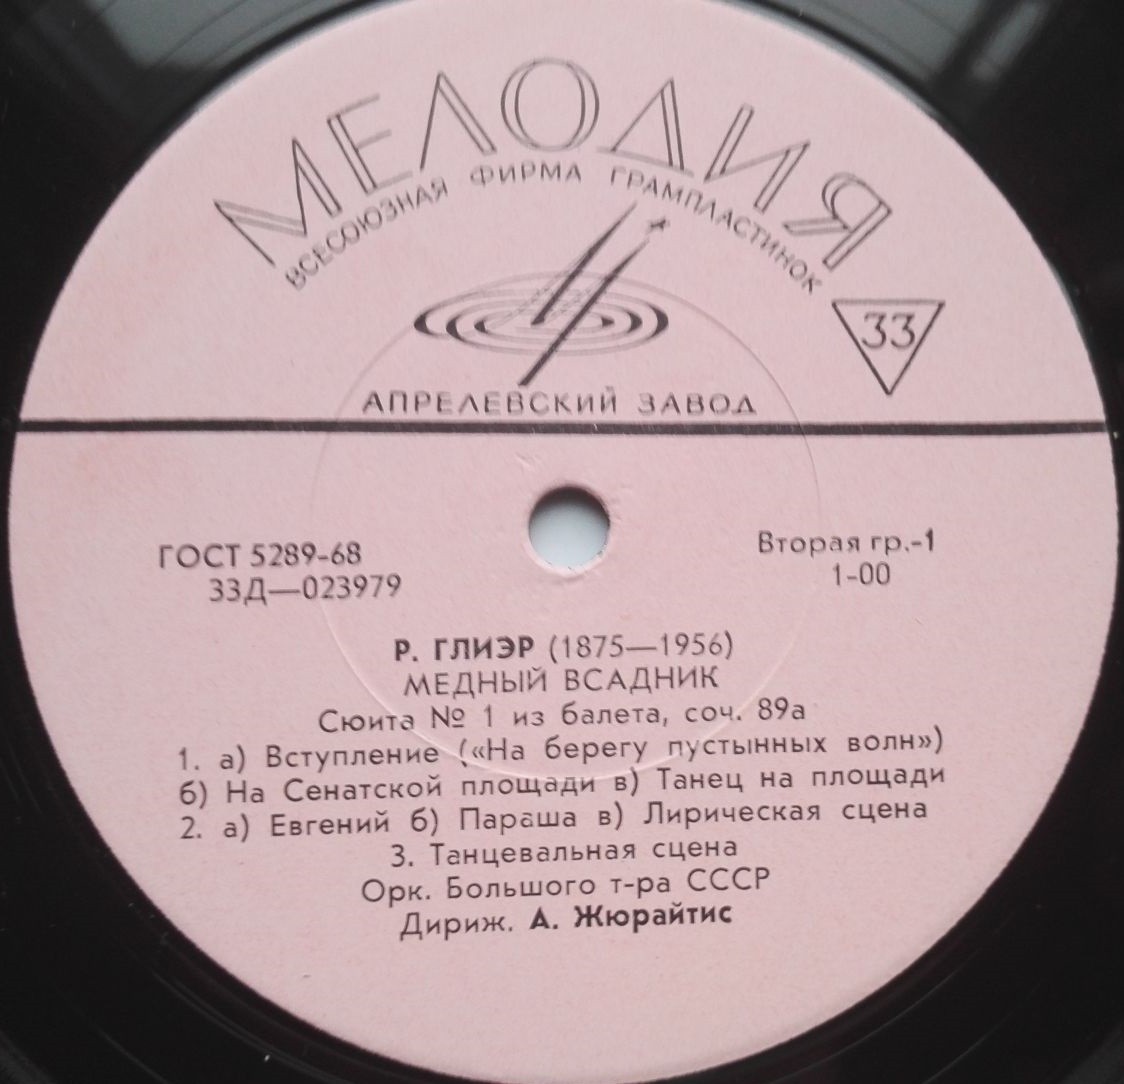 МЕЛОДИЯ
ВСЕСОЮЗНАЯ ФИРМА ГРАМПЛАСТИНОК
33
АПРЕЛЕВСКИЙ ЗАВОД
ГОСТ 5289-68
33Д—023979
Вторая гр.-1
1-00
Р. ГЛИЭР (1875—1956)
МЕДНЫЙ ВСАДНИК
Сюита № 1 из балета, соч. 89а
1. а) Вступление («На берегу пустынных волн»)
б) На Сенатской площади в) Танец на площади
2. а) Евгений б) Параша в) Лирическая сцена
3. Танцевальная сцена
Орк. Большого т-ра СССР
Дириж. А. Жюрайтис